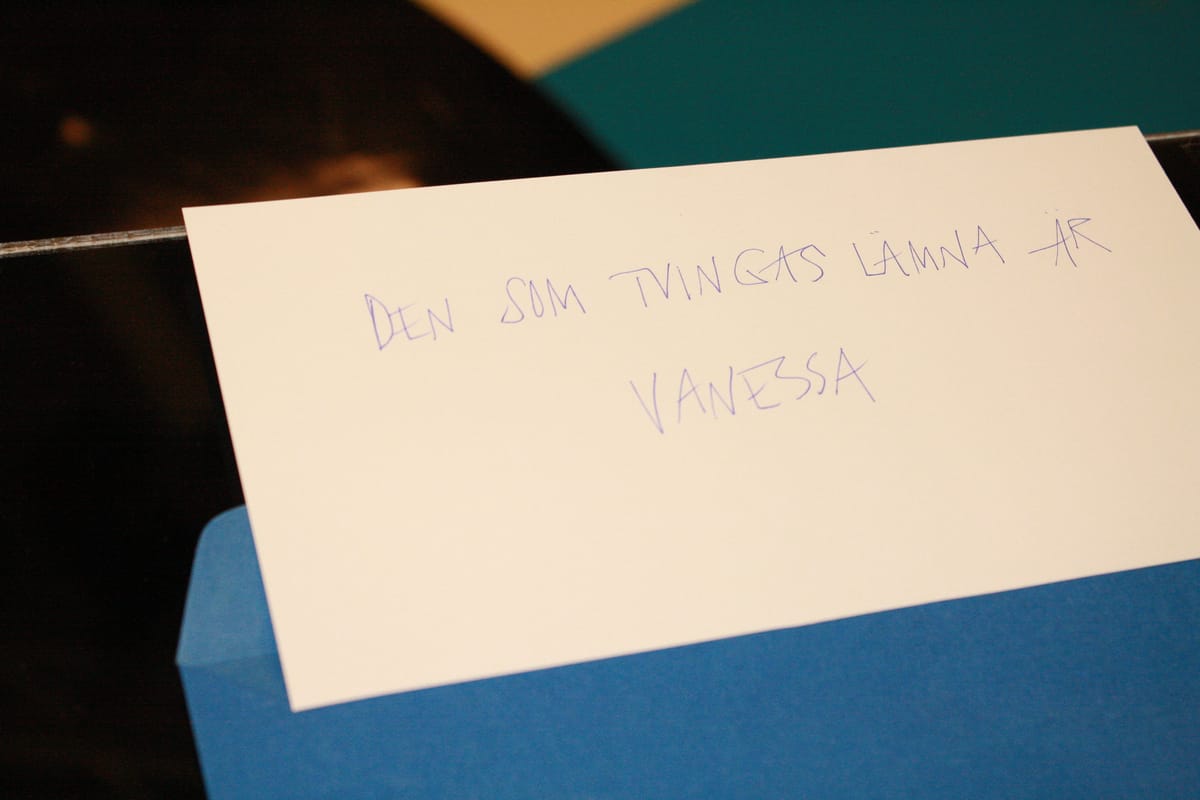 DEN SOM TVINGAS LÄMNA ÄR
VANESSA